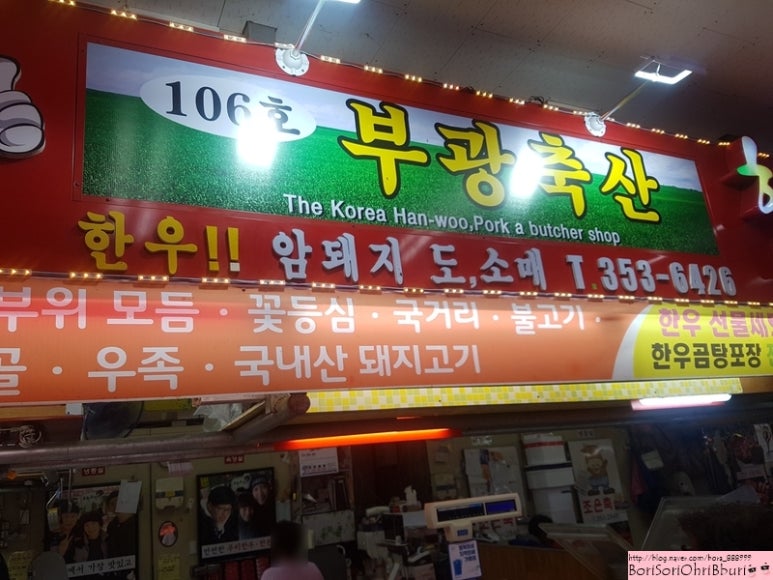 106호 부광축산
The Korea Han-woo,Pork a butcher shop
한우!! 암돼지 도,소매 T.353-6426
부위 모듬 · 꽃등심 · 국거리 · 불고기 ·
골 · 우족 · 국내산 돼지고기
한우 선물세
한우곰탕포장
http://blog.naver.com/bora_888999
BoriSoriOhriBburi